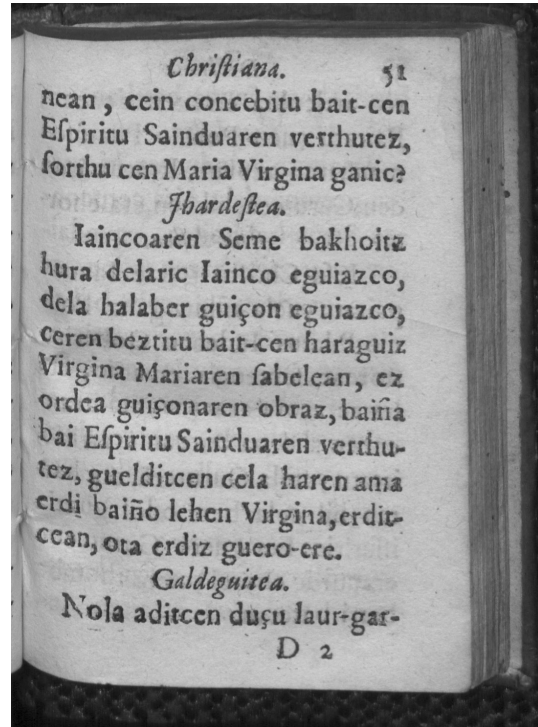 Chriſtiana. 51
nean, cein concebitu bait-cen
Eſpiritu Sainduaren verthutez,
ſorthu cen Maria Virgina ganic?
Jhardeſtea.
Iaincoaren Seme bakhoitz
hura delaric Iainco eguiazco,
dela halaber guiçon eguiazco,
ceren beztitu bait-cen haraguiz
Virgina Mariaren ſabelean, ez
ordea guiçonaren obraz, baiña
bai Eſpiritu Sainduaren verthu-
tez, guelditcen cela haren ama
erdi baiño lehen Virgina, erdit-
cean, ota erdiz guero-ere.
Galdeguitea.
Nola aditcen duçu laur-gar-
D 2